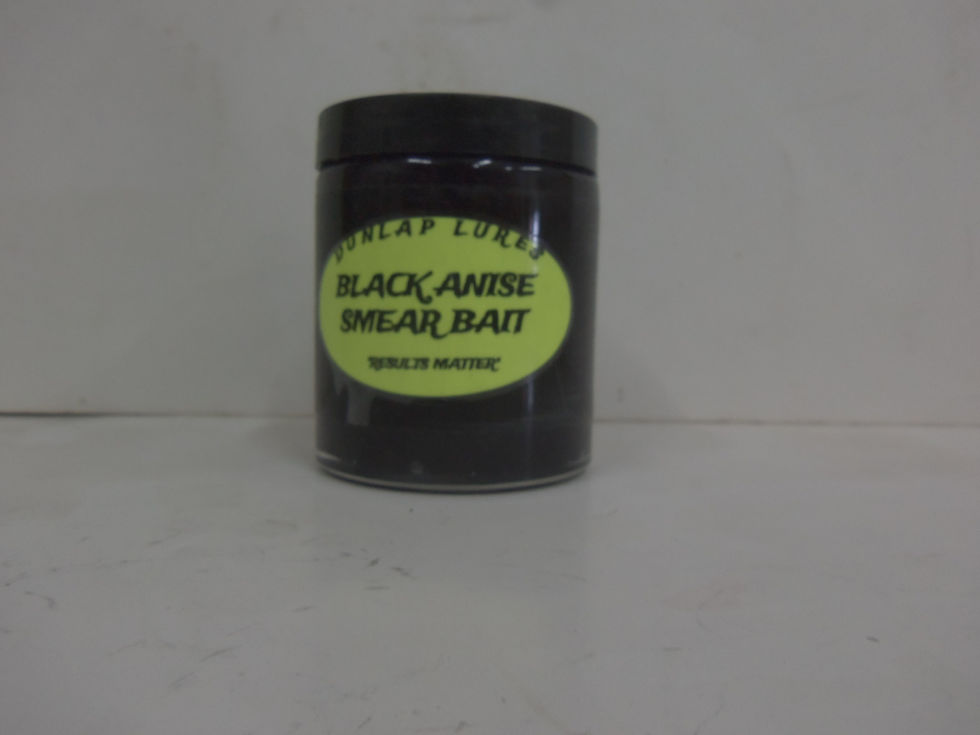 DUNLAP LURES
BLACK ANISE
SMEAR BAIT
"RESULTS MATTER"